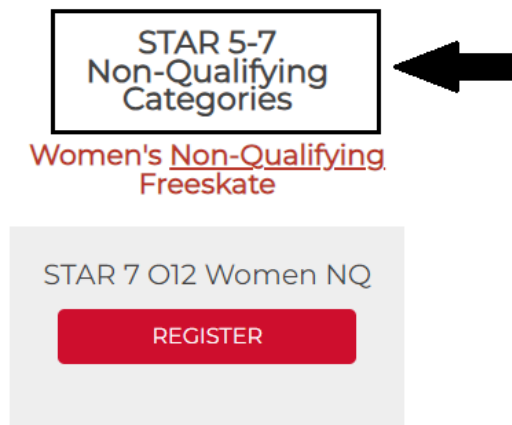 STAR 5-7
Non-Qualifying
Categories
Women's Non-Qualifying
Freeskate
STAR 7 O12 Women NQ
REGISTER